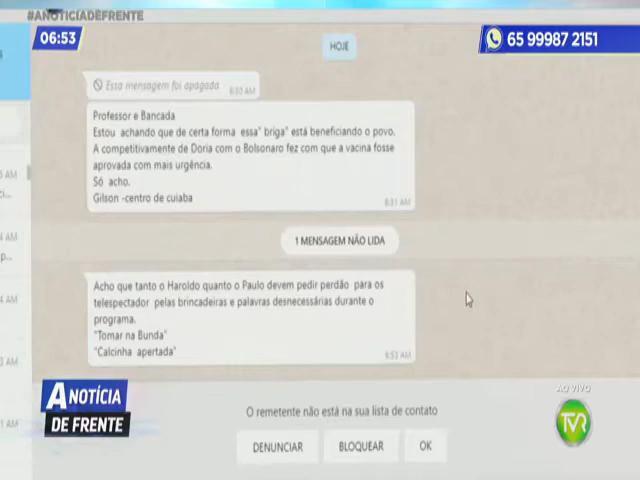 #ANOTICIADEFRENTE
06:53
HOJE
65 99987 2151
Essa mensagem foi apagada 6:30 AM
Professor e Bancada
Estou achando que de certa forma essa" briga" está beneficiando o povo.
A competitivamente de Doria com o Bolsonaro fez com que a vacina fosse
aprovada com mais urgência.
Só acho.
Gilson -centro de cuiaba
6:31 AM
1 MENSAGEM NÃO LIDA
Acho que tanto o Haroldo quanto o Paulo devem pedir perdão para os
telespectador pelas brincadeiras e palavras desnecessárias durante o
programa.
"Tomar na Bunda"
"Calcinha apertada"
6:53 AM
A NOTÍCIA
DE FRENTE
O remetente não está na sua lista de contato
DENUNCIAR BLOQUEAR OK
AO VIVO
TVR